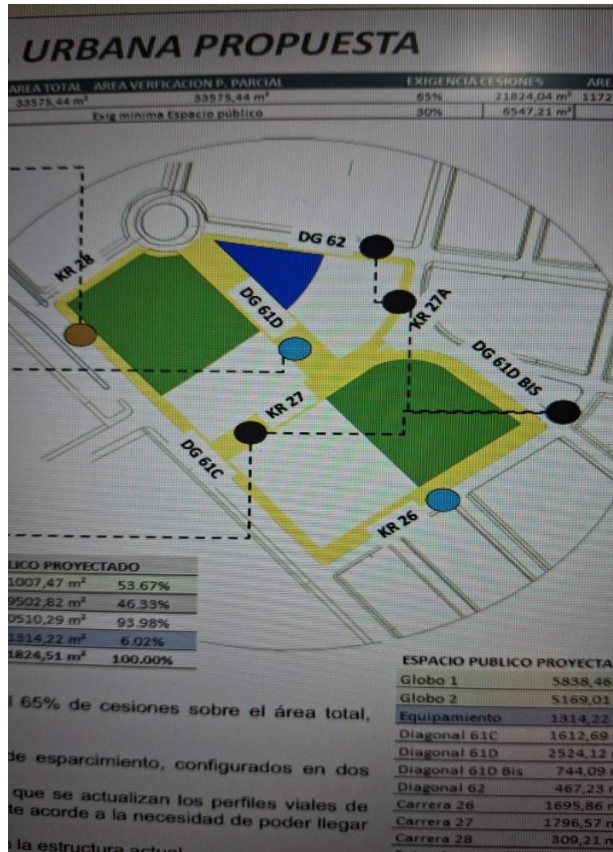 URBANA PROPUESTA
AREA TOTAL AREA VERIFICACION P. PARCIAL EXIGENCIA CESIONES
33575,44 m² 33575,44 m² 65% 21824,04 m² 1172
Exig minima Espacio público 30% 6547,21 m²
DG 62
KR 28
DG 61D
KR 27A
DG 61D BIS
KR 27
DG 61C
KR 26
LICO PROYECTADO
1007,47 m² 53.67%
9502,82 m² 46.33%
0510,29 m² 93.98%
1314,22 m² 6.02%
1824,51 m² 100.00%
ESPACIO PUBLICO PROYECTA
Globo 1 5838,46
Globo 2 5169,01
Equipamiento 1314,22
Diagonal 61C 1612,69
Diagonal 61D 2524,12
Diagonal 61D Bis 744,09
Diagonal 62 467,23
Carrera 26 1695,86
Carrera 27 1796,57
Carrera 28 309,21
l 65% de cesiones sobre el área total,
de esparcimiento, configurados en dos
que se actualizan los perfiles viales de
te acorde a la necesidad de poder llegar
la estructura actual